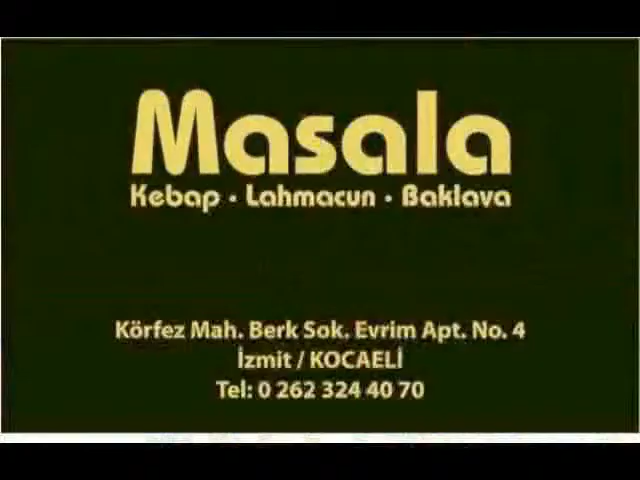 Masala
Kebap • Lahmacun • Baklava
Körfez Mah. Berk Sok. Evrim Apt. No. 4
İzmit / KOCAELİ
Tel: 0 262 324 40 70